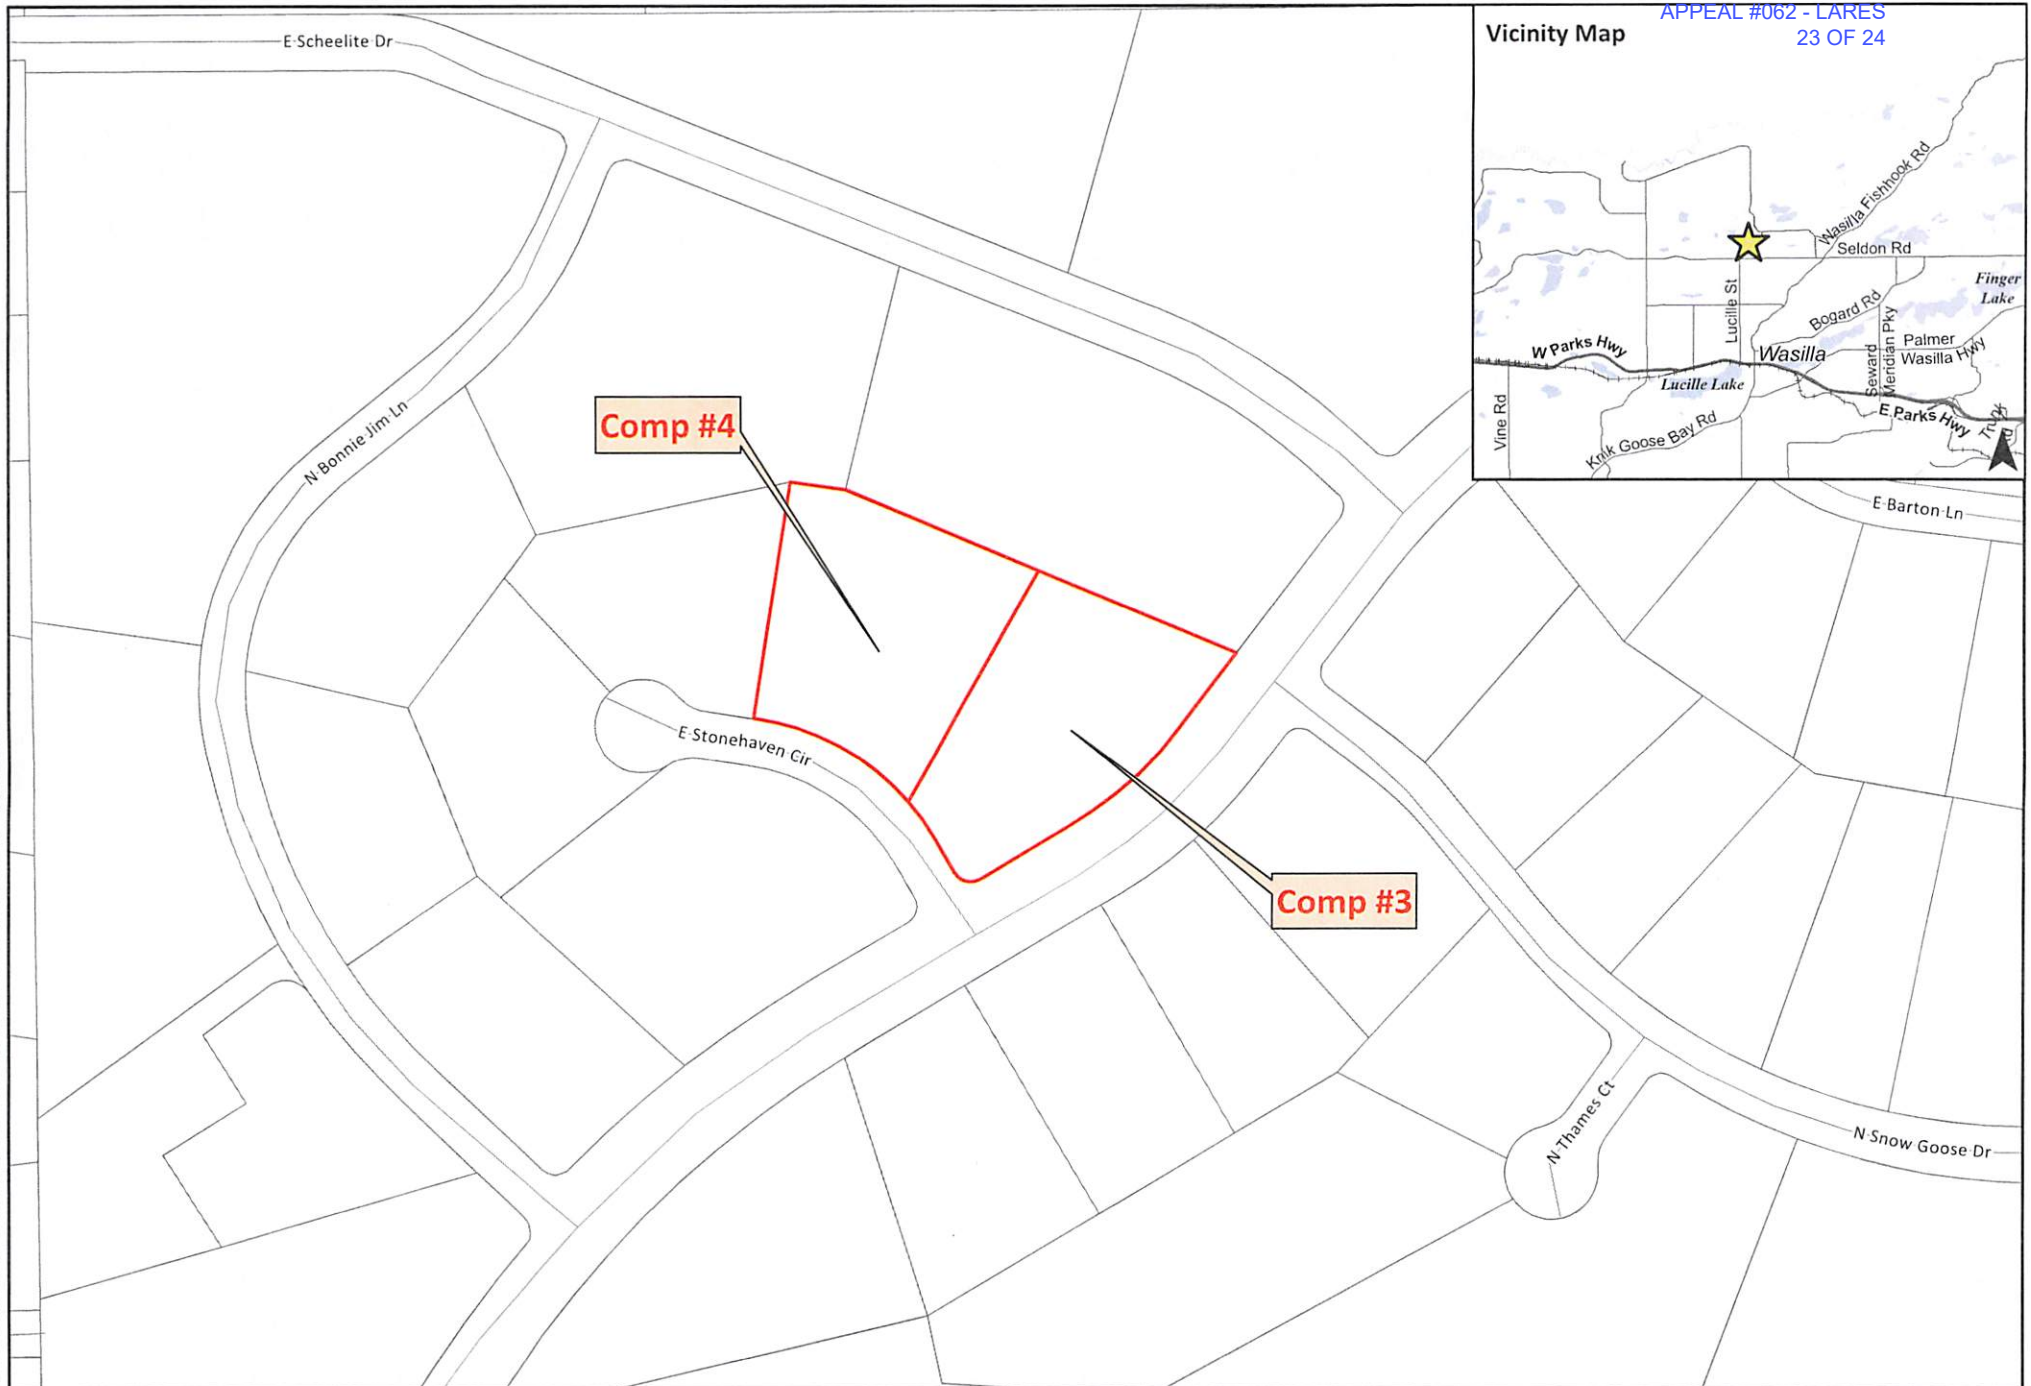 APPEAL #062 - LARES
23 OF 24
Vicinity Map
Wasilla Fishhook Rd
Seldon Rd
Finger
Lake
Lucille St
Bogard Rd
Seward
Meridian Pky
Palmer
Wasilla Hwy
W Parks Hwy
Wasilla
Lucille Lake
E Parks Hwy
Vine Rd
Knik Goose Bay Rd
Rd
E Scheelite Dr
N Bonnie Jim Ln
Comp #4
E Barton Ln
E Stonehaven Cir
Comp #3
N Thames Ct
N Snow Goose Dr